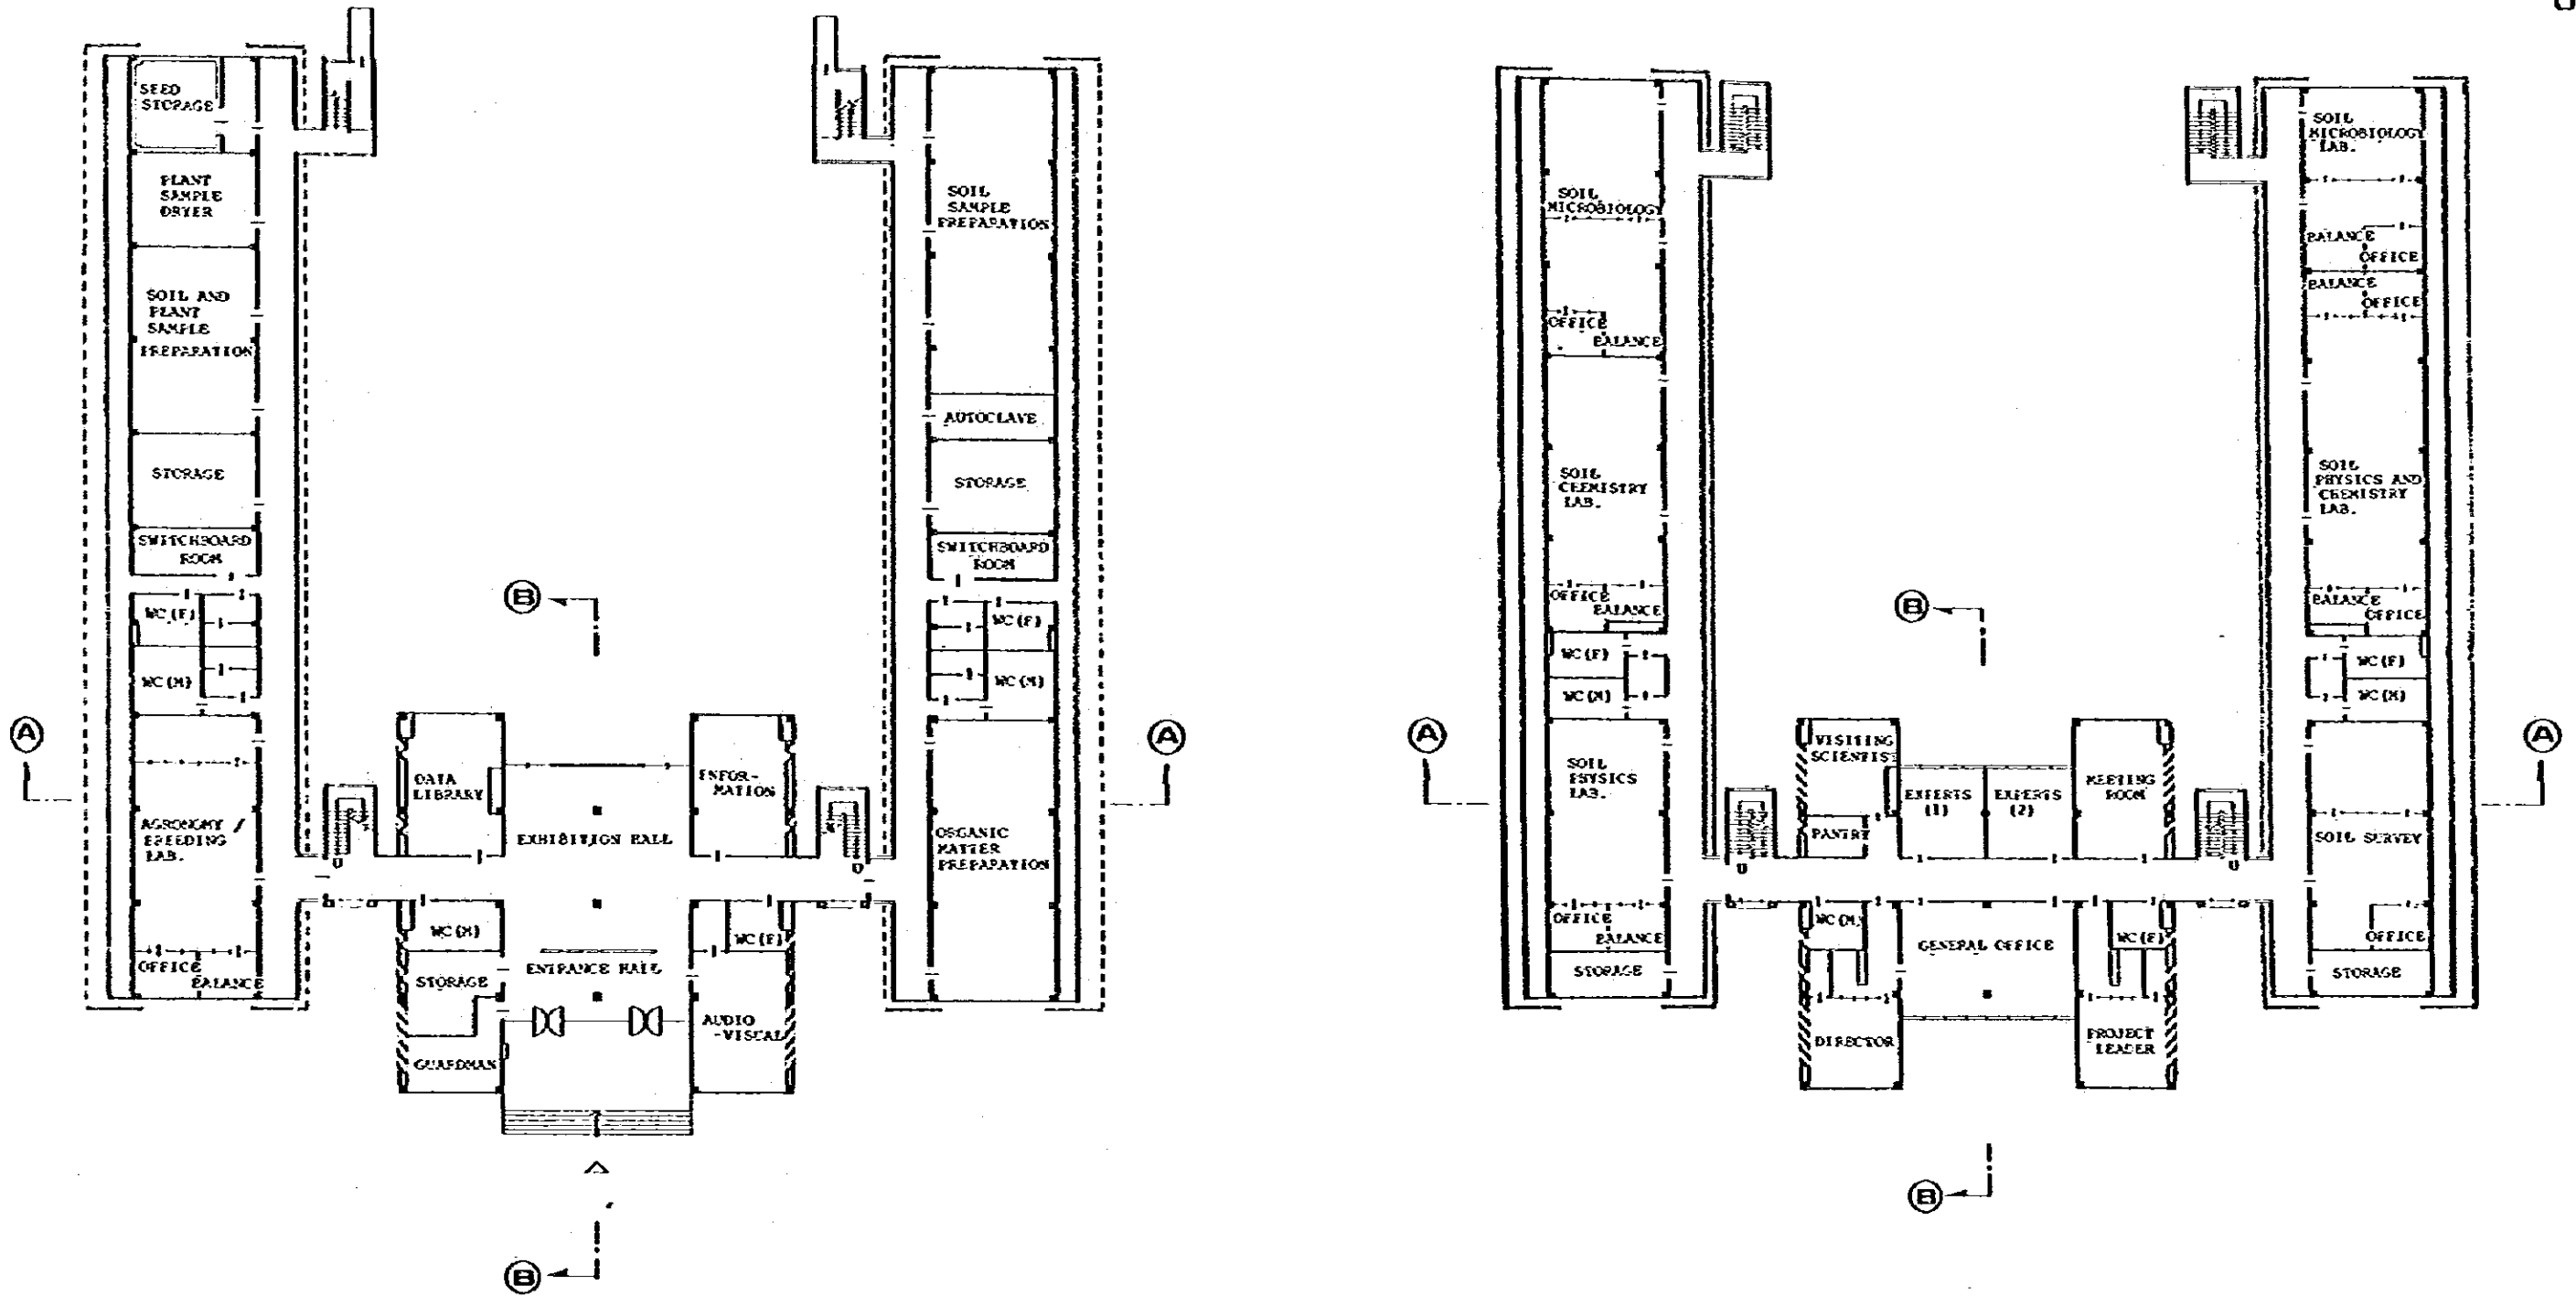 SEED
STORAGE
PLANT
SAMPLE
DRYER
SOIL AND
PLANT
SAMPLE
PREPARATION
STORAGE
SWITCHBOARD
ROOM
WC(F)
WC(M)
AGRONOMY /
BREEDING
LAB.
OFFICE
BALANCE
A
B
DATA
LIBRARY
EXHIBITION HALL
INFOR-
MATION
U
U
WC(M)
STORAGE
GUARDMAN
ENTRANCE HALL
WC(F)
AUDIO
-VISUAL
B
SOIL
SAMPLE
PREPARATION
AUTOCLAVE
STORAGE
SWITCHBOARD
ROOM
WC(F)
WC(M)
ORGANIC
MATTER
PREPARATION
A
SOIL
MICROBIOLOGY
OFFICE
BALANCE
SOIL
CHEMISTRY
LAB.
OFFICE
BALANCE
WC(F)
WC(M)
SOIL
PHYSICS
LAB.
OFFICE
BALANCE
STORAGE
A
B
VISITING
SCIENTIST
PANTRY
EXPERTS
(1)
EXPERTS
(2)
MEETING
ROOM
U
U
WC(M)
GENERAL OFFICE
WC(F)
DIRECTOR
PROJECT
LEADER
B
SOIL
MICROBIOLOGY
LAB.
BALANCE
OFFICE
BALANCE
OFFICE
SOIL
PHYSICS AND
CHEMISTRY
LAB.
BALANCE
OFFICE
WC(F)
WC(M)
SOIL SURVEY
OFFICE
STORAGE
A